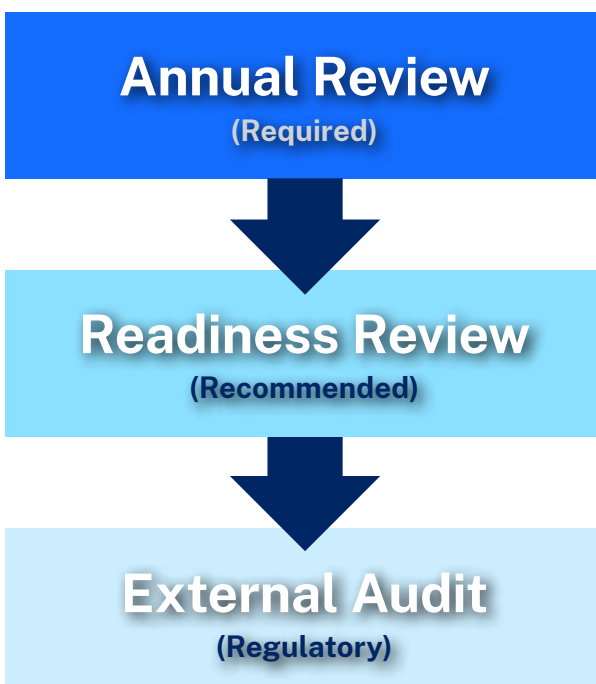 Annual Review
(Required)
Readiness Review
(Recommended)
External Audit
(Regulatory)